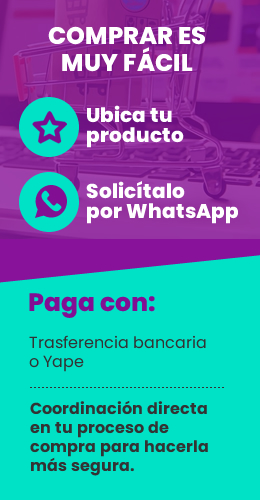 COMPRAR ES
MUY FÁCIL
Ubica tu
producto
Solicítalo
por WhatsApp
Paga con:
Trasferencia bancaria
o Yape
Coordinación directa
en tu proceso de
compra para hacerla
más segura.